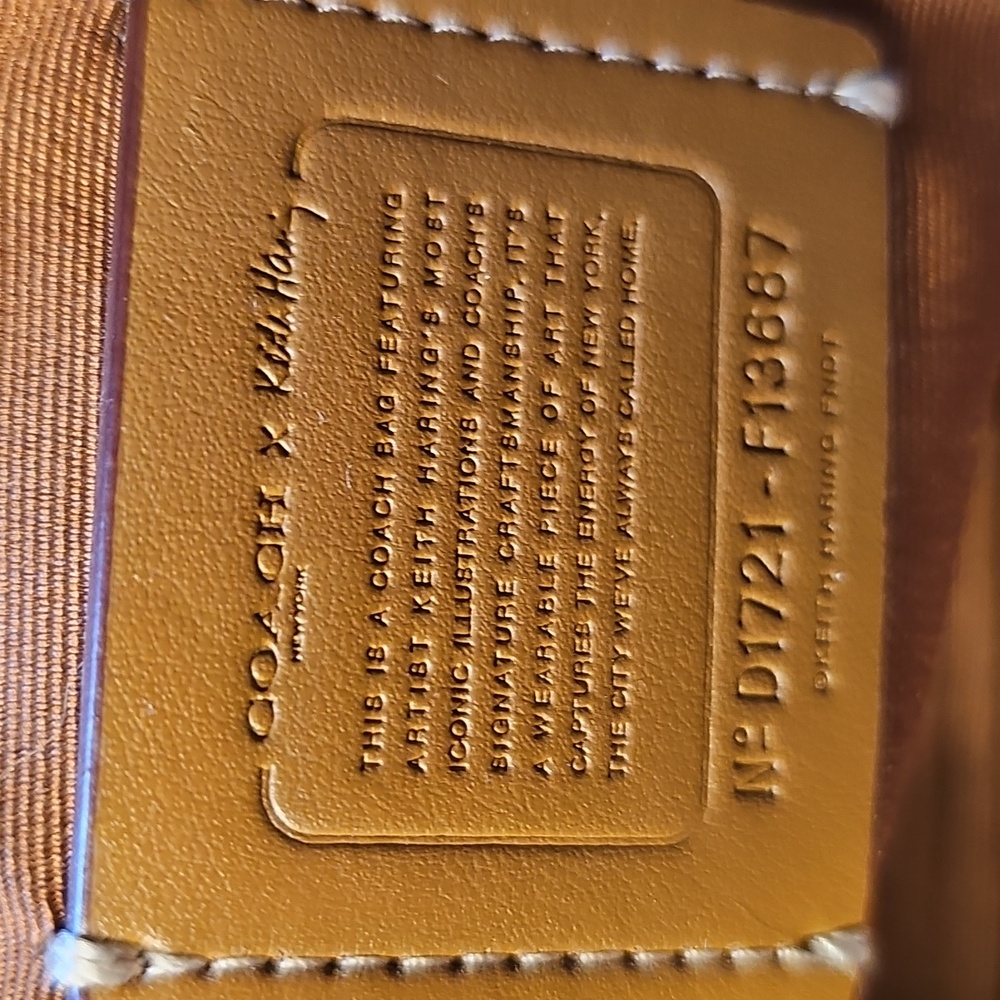 COACH X Keith Haring
NEW YORK
THIS IS A COACH BAG FEATURING
ARTIST KEITH HARING'S MOST
ICONIC ILLUSTRATIONS AND COACH'S
SIGNATURE CRAFTSMANSHIP. IT'S
A WEARABLE PIECE OF ART THAT
CAPTURES THE ENERGY OF NEW YORK,
THE CITY WE'VE ALWAYS CALLED HOME.
Nº D1721-F13687
©KEITH HARING FNDT